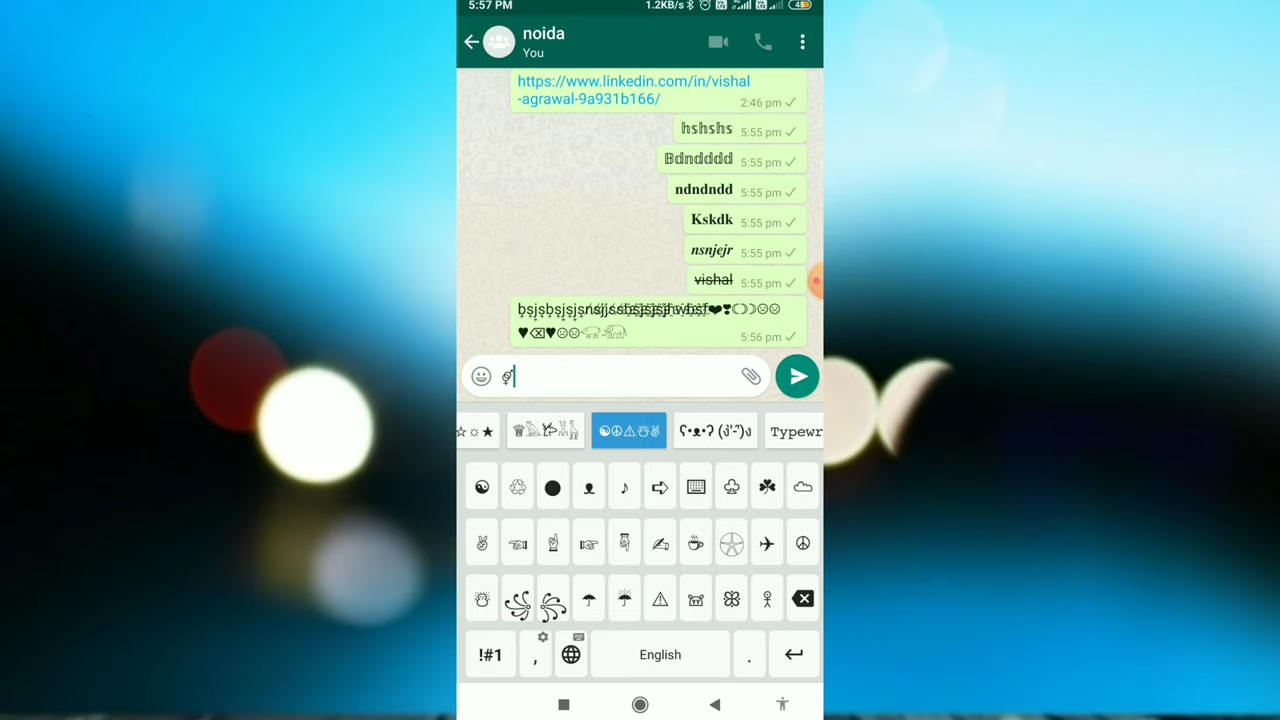 5:57 PM 1.2KB/s 45
noida
You
https://www.linkedin.com/in/vishal
-agrawal-9a931b166/
2:46 pm ✓
𝕙𝕤𝕙𝕤𝕙𝕤 5:55 pm ✓
𝔹𝕕𝕟𝕕𝕕𝕕𝕕 5:55 pm ✓
𝐧𝐝𝐧𝐝𝐧𝐝𝐝 5:55 pm ✓
𝐊𝐬𝐤𝐝𝐤 5:55 pm ✓
𝒏𝒔𝒏𝒋𝒆𝒋𝒓 5:55 pm ✓
v̶i̶s̶h̶a̶l̶ 5:55 pm ✓
5:56 pm ✓
☆☼★ ☯☮⚠☃✌ ʕ•ᴥ•ʔ Typewr
!#1 , English .